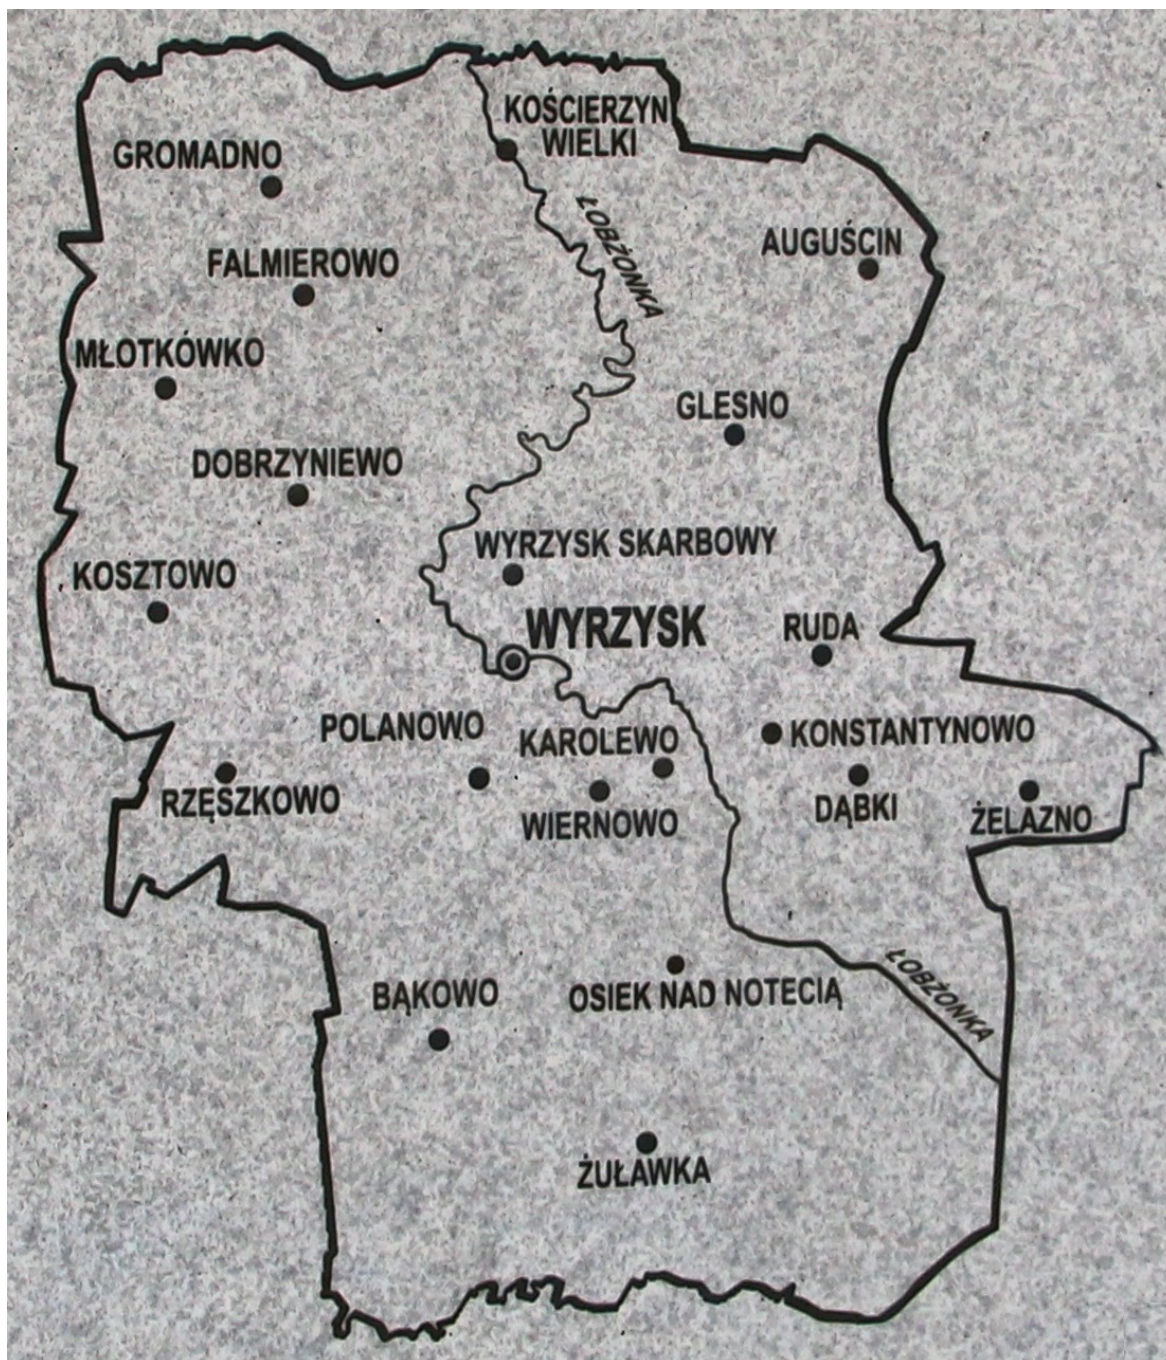 KOŚCIERZYN
WIELKI
GROMADNO
ŁOBŻONKA
AUGUŚCIN
FALMIEROWO
MŁOTKÓWKO
GLESNO
DOBRZYNIEWO
WYRZYSK SKARBOWY
KOSZTOWO
WYRZYSK
RUDA
POLANOWO
KAROLEWO
KONSTANTYNOWO
RZĘSZKOWO
WIERNOWO
DĄBKI
ŻELAZNO
BĄKOWO
OSIEK NAD NOTECIĄ
ŁOBŻONKA
ŻUŁAWKA